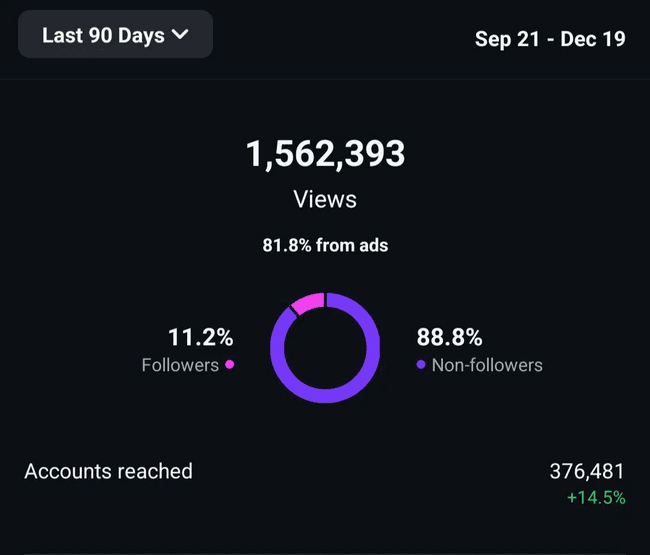 Last 90 Days
Sep 21 - Dec 19
1,562,393
Views
81.8% from ads
11.2%
Followers
88.8%
Non-followers
Accounts reached
376,481
+14.5%